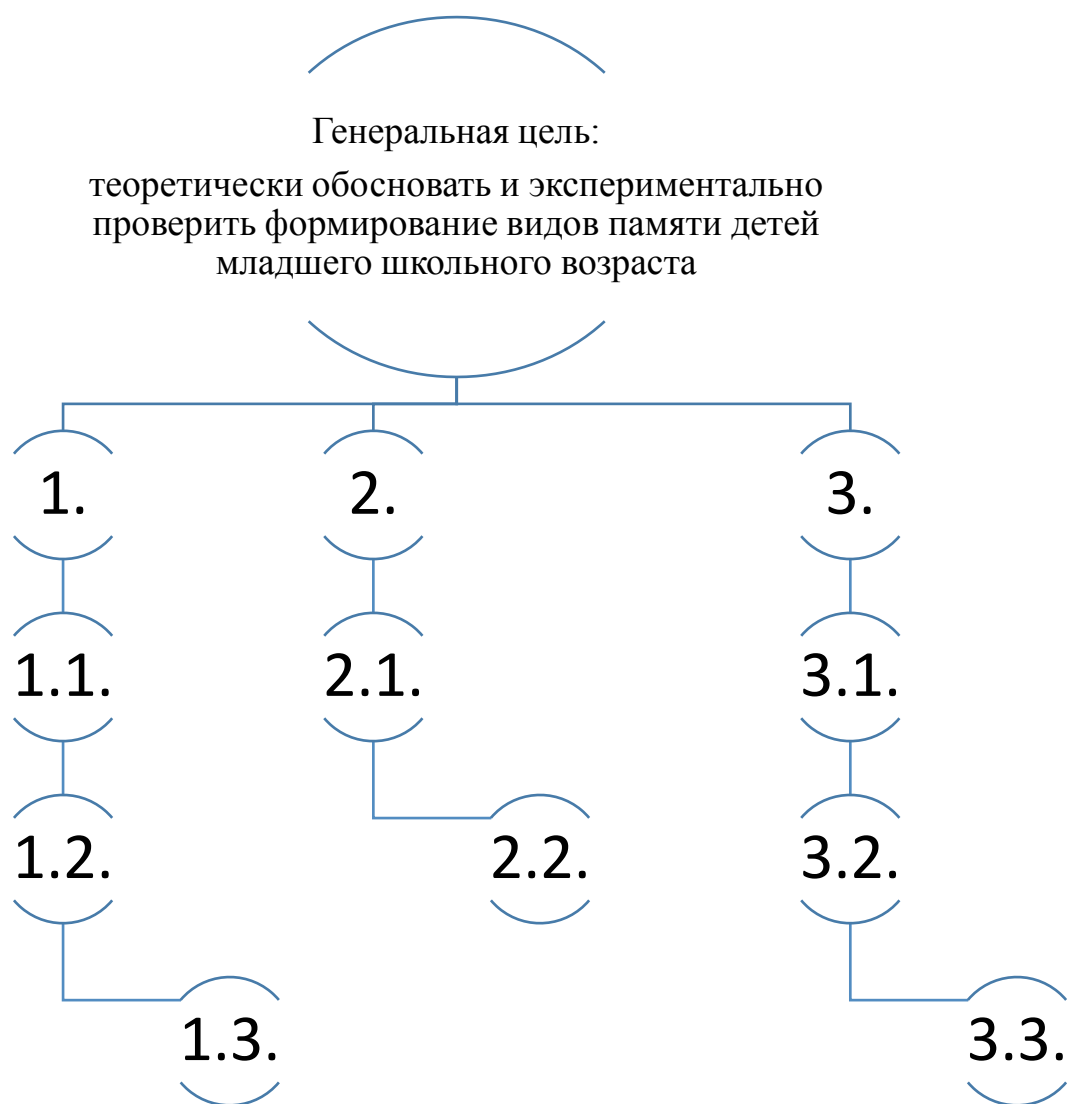 Генеральная цель:
теоретически обосновать и экспериментально
проверить формирование видов памяти детей
младшего школьного возраста
1. 2. 3.
1.1. 2.1. 3.1.
1.2. 2.2. 3.2.
1.3. 3.3.